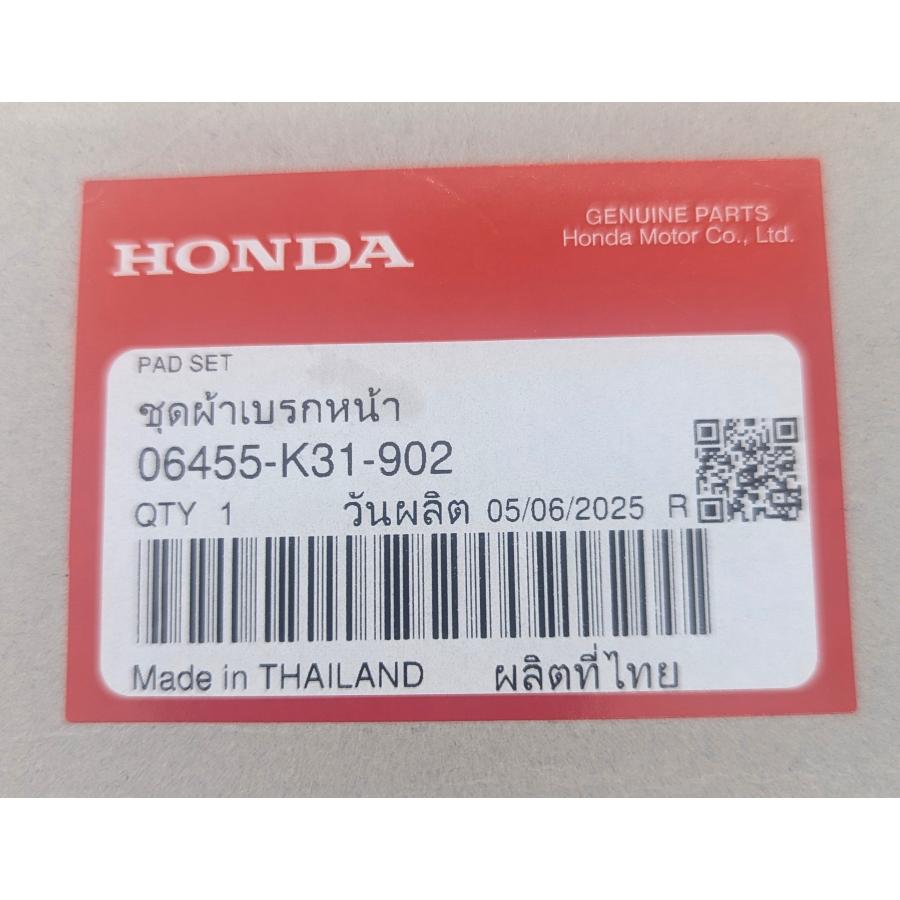 HONDA
GENUINE PARTS
Honda Motor Co., Ltd.
PAD SET
ชุดผ้าเบรกหน้า
06455-K31-902
QTY 1 วันผลิต 05/06/2025 R
Made in THAILAND ผลิตที่ไทย